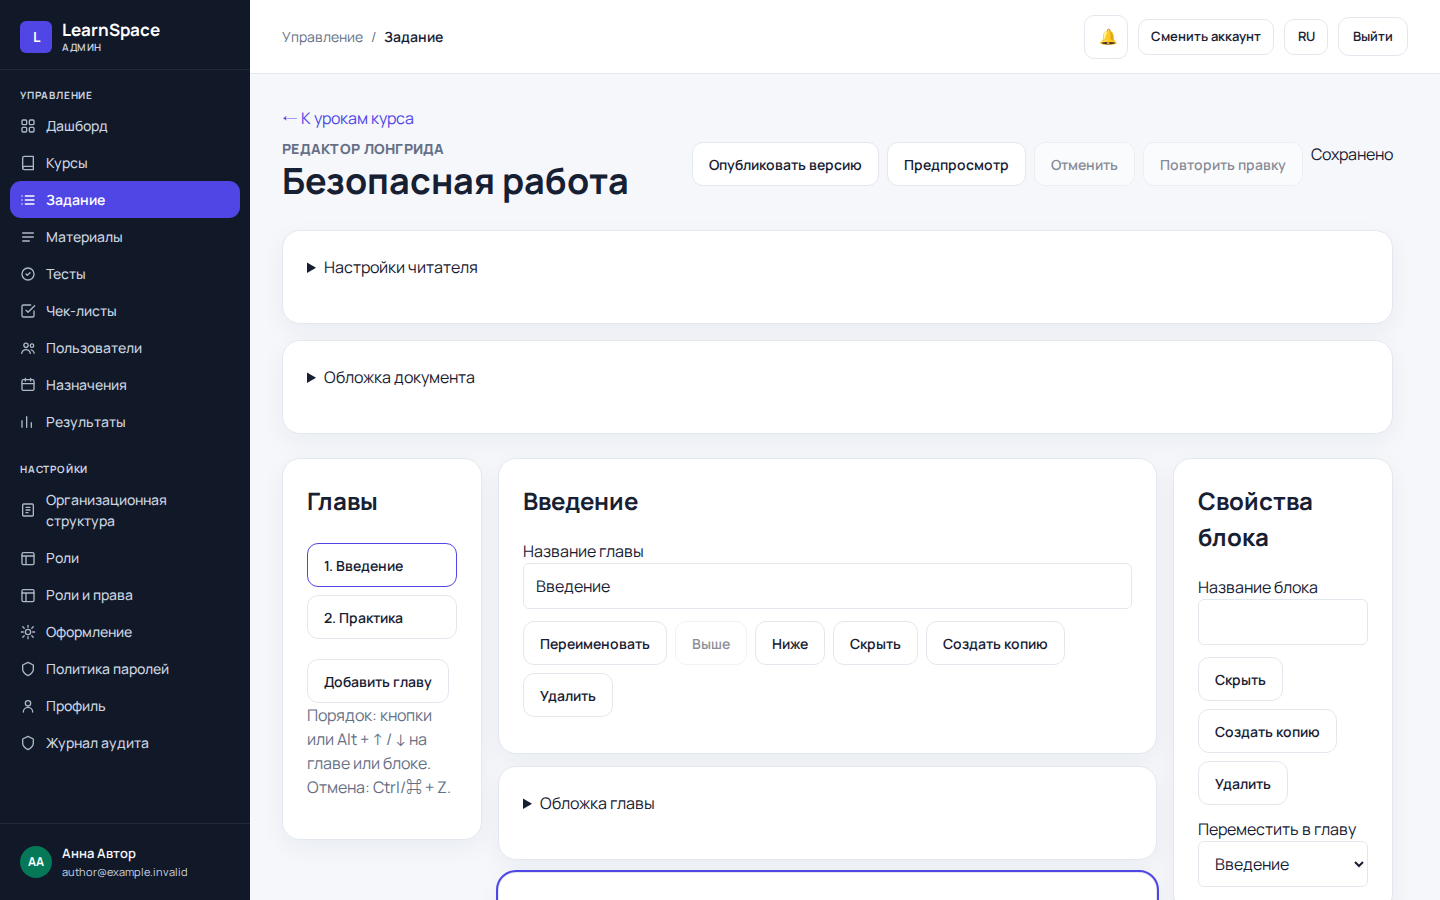 L
LearnSpace
АДМИН
УПРАВЛЕНИЕ
Дашборд
Курсы
Задание
Материалы
Тесты
Чек-листы
Пользователи
Назначения
Результаты
НАСТРОЙКИ
Организационная
структура
Роли
Роли и права
Оформление
Политика паролей
Профиль
Журнал аудита
АА
Анна Автор
author@example.invalid
Управление / Задание
Сменить аккаунт
RU
Выйти
← К урокам курса
РЕДАКТОР ЛОНГРИДА
Безопасная работа
Опубликовать версию
Предпросмотр
Отменить
Повторить правку
Сохранено
Настройки читателя
Обложка документа
Главы
1. Введение
2. Практика
Добавить главу
Порядок: кнопки
или Alt + ↑ / ↓ на
главе или блоке.
Отмена: Ctrl/⌘ + Z.
Введение
Название главы
Введение
Переименовать
Выше
Ниже
Скрыть
Создать копию
Удалить
Обложка главы
Свойства
блока
Название блока
Скрыть
Создать копию
Удалить
Переместить в главу
Введение